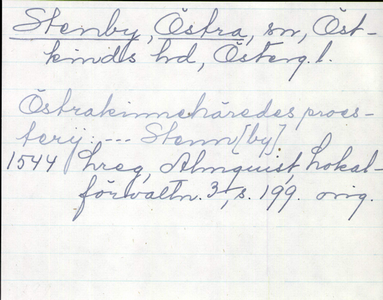 Stenby, Östra, sn, Öst-
kinds hd, Österg. l.
Östrakinnehäredes proes-
terij: --- Stenn[by]
1544 hreg, Almquist, Lokal-
förvaltn. 3, s. 199. orig.